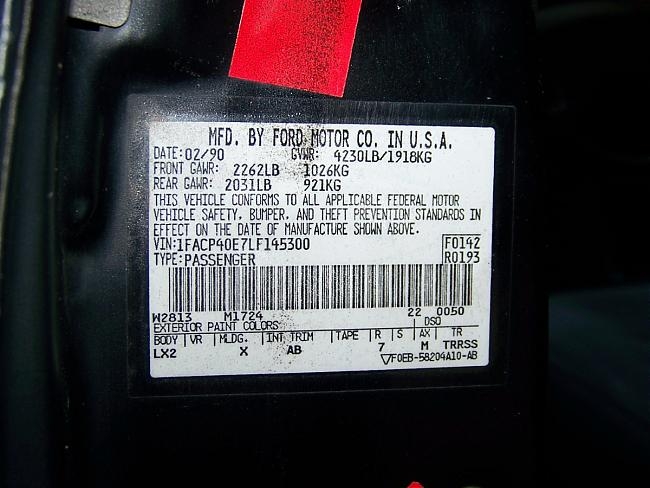 MFD. BY FORD MOTOR CO. IN U.S.A.
DATE: 02/90 GVWR: 4230LB/1918KG
FRONT GAWR: 2262LB 1026KG
REAR GAWR: 2031LB 921KG
THIS VEHICLE CONFORMS TO ALL APPLICABLE FEDERAL MOTOR
VEHICLE SAFETY, BUMPER, AND THEFT PREVENTION STANDARDS IN
EFFECT ON THE DATE OF MANUFACTURE SHOWN ABOVE.
VIN: 1FACP40E7LF145300 F0142
TYPE: PASSENGER R0193
W2813 M1724 22 0050
EXTERIOR PAINT COLORS DSO
BODY VR MLDG. INT TRIM TAPE R S AX TR
LX2 X AB 7 M TRRSS
F0EB-58204A10-AB